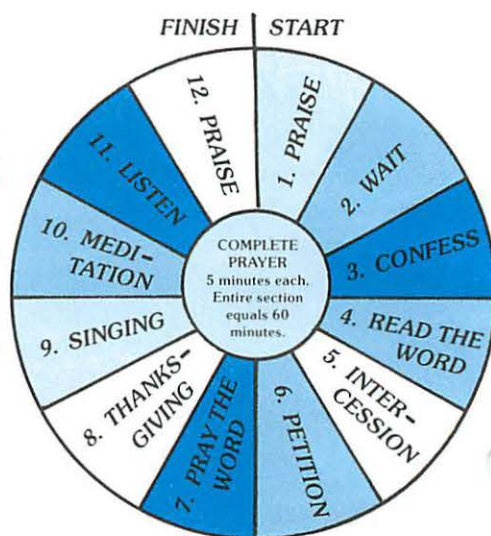 FINISH START
1. PRAISE
2. WAIT
3. CONFESS
4. READ THE
WORD
5. INTER-
CESSION
6. PETITION
7. PRAY THE
WORD
8. THANKS-
GIVING
9. SINGING
10. MEDI-
TATION
11. LISTEN
12. PRAISE
COMPLETE
PRAYER
5 minutes each.
Entire section
equals 60
minutes.